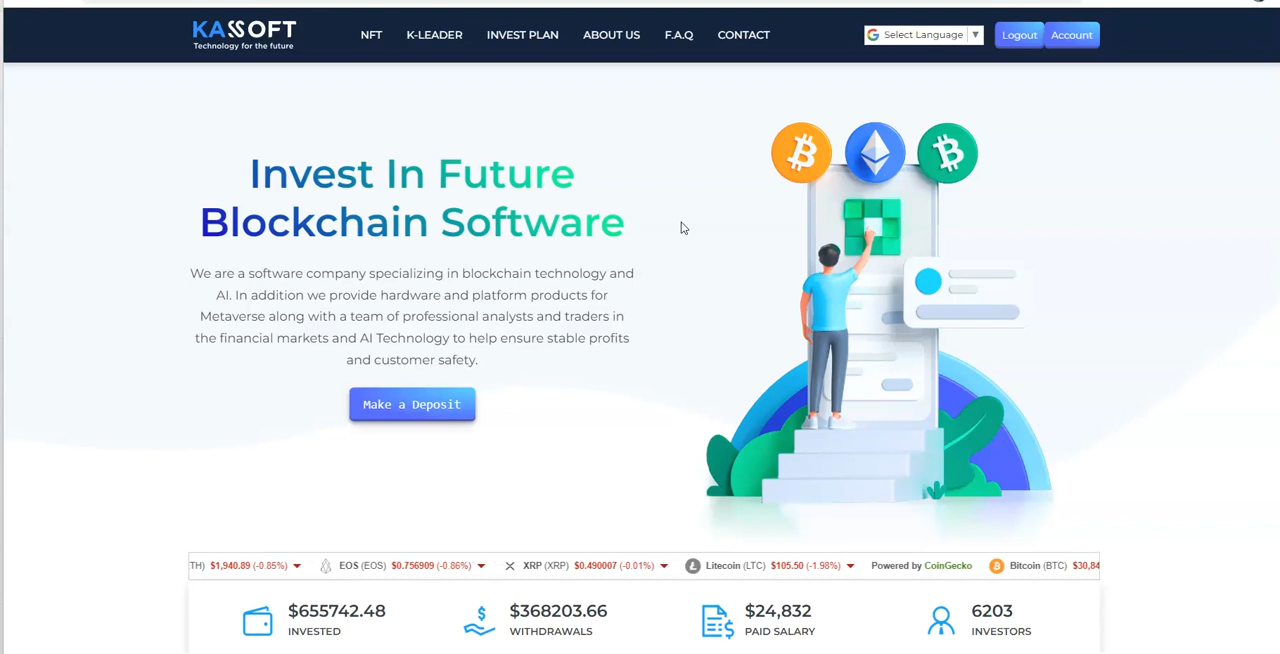 KASSOFT
Technology for the future
NFT K-LEADER INVEST PLAN ABOUT US F.A.Q CONTACT
Select Language ▼
Logout Account
Invest In Future
Blockchain Software
We are a software company specializing in blockchain technology and
AI. In addition we provide hardware and platform products for
Metaverse along with a team of professional analysts and traders in
the financial markets and AI Technology to help ensure stable profits
and customer safety.
Make a Deposit
TH) $1,940.89 (-0.85%) EOS (EOS) $0.756909 (-0.86%) XRP (XRP) $0.490007 (-0.01%) Litecoin (LTC) $105.50 (-1.98%) Powered by CoinGecko Bitcoin (BTC) $30,84
$655742.48 $368203.66 $24,832 6203
INVESTED WITHDRAWALS PAID SALARY INVESTORS